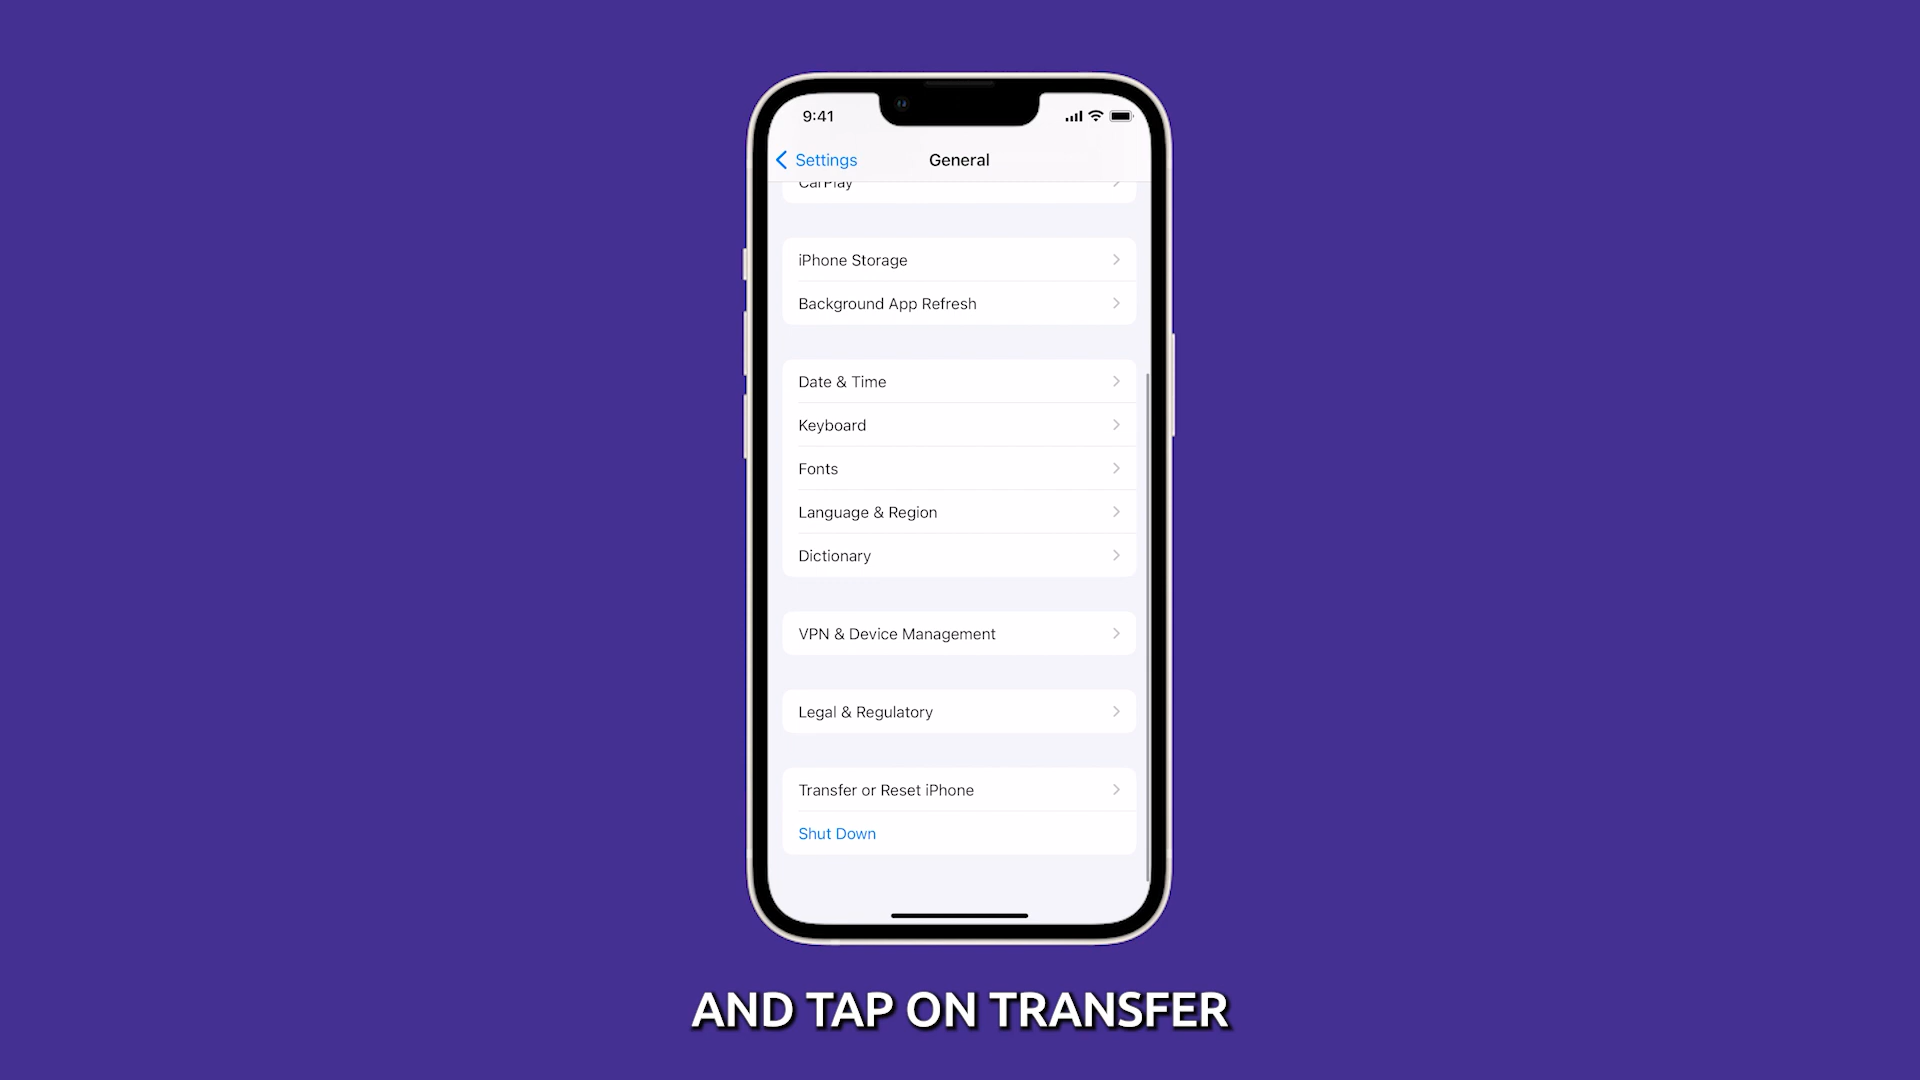 9:41
Settings
General
CarPlay
iPhone Storage
Background App Refresh
Date & Time
Keyboard
Fonts
Language & Region
Dictionary
VPN & Device Management
Legal & Regulatory
Transfer or Reset iPhone
Shut Down
AND TAP ON TRANSFER